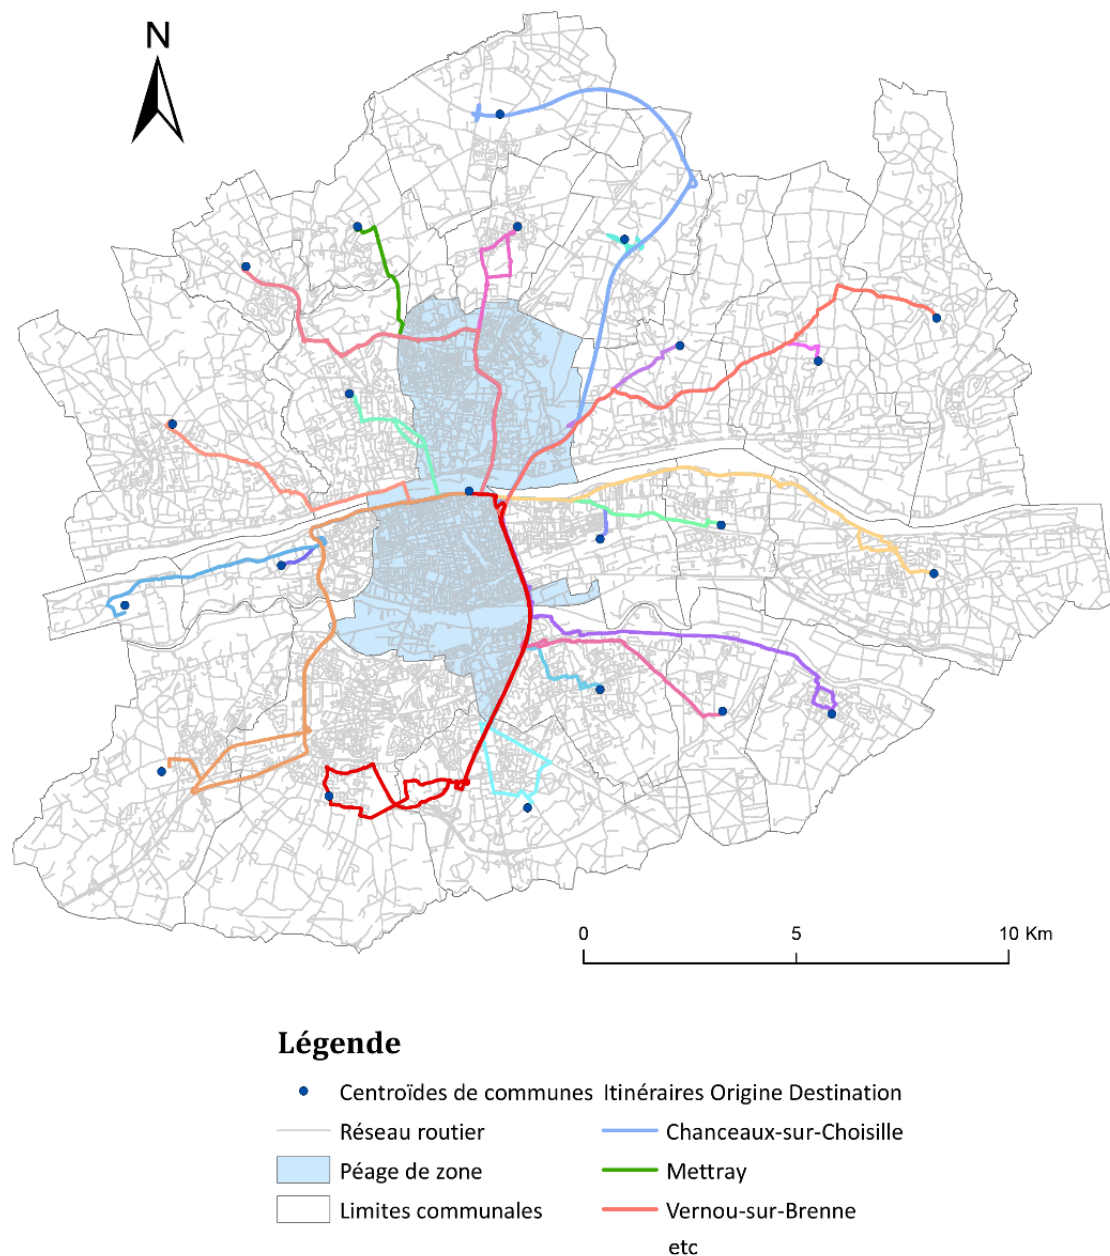 N
0 5 10 Km
Légende
Centroïdes de communes Itinéraires Origine Destination
Réseau routier Chanceaux-sur-Choisille
Péage de zone Mettray
Limites communales Vernou-sur-Brenne
etc